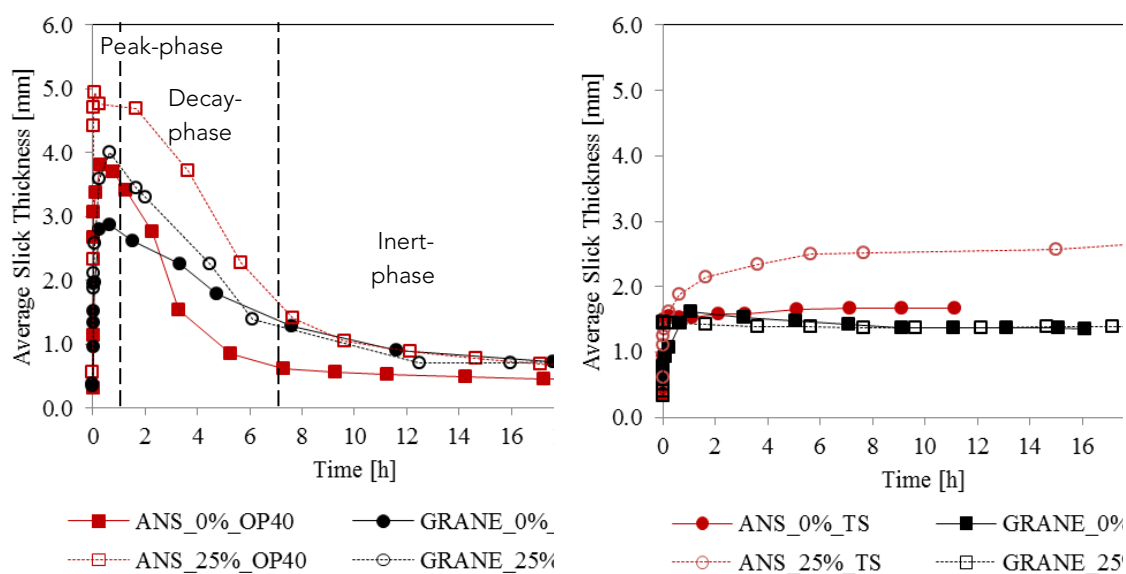 6.0
5.0
4.0
3.0
2.0
1.0
0.0
Average Slick Thickness [mm]
Peak-phase
Decay-
phase
Inert-
phase
0 2 4 6 8 10 12 14 16
Time [h]
ANS_0%_OP40
GRANE_0%_
ANS_25%_OP40
GRANE_25%
6.0
5.0
4.0
3.0
2.0
1.0
0.0
Average Slick Thickness [mm]
0 2 4 6 8 10 12 14 16
Time [h]
ANS_0%_TS
GRANE_0%
ANS_25%_TS
GRANE_25%